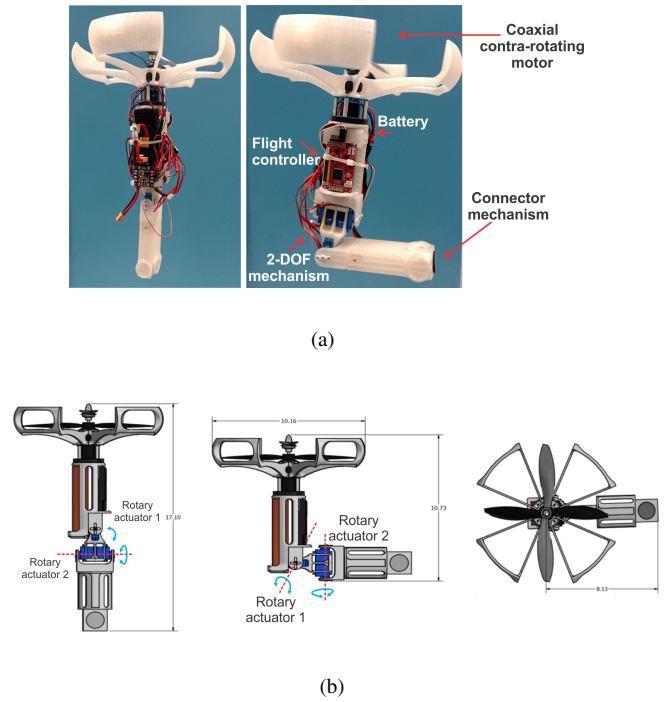 Coaxial
contra-rotating
motor
Battery
Flight
controller
Connector
mechanism
2-DOF
mechanism
(a)
10.16
Rotary
actuator 1
17.10
Rotary
actuator 2
Rotary
actuator 2
10.73
Rotary
actuator 1
8.13
(b)